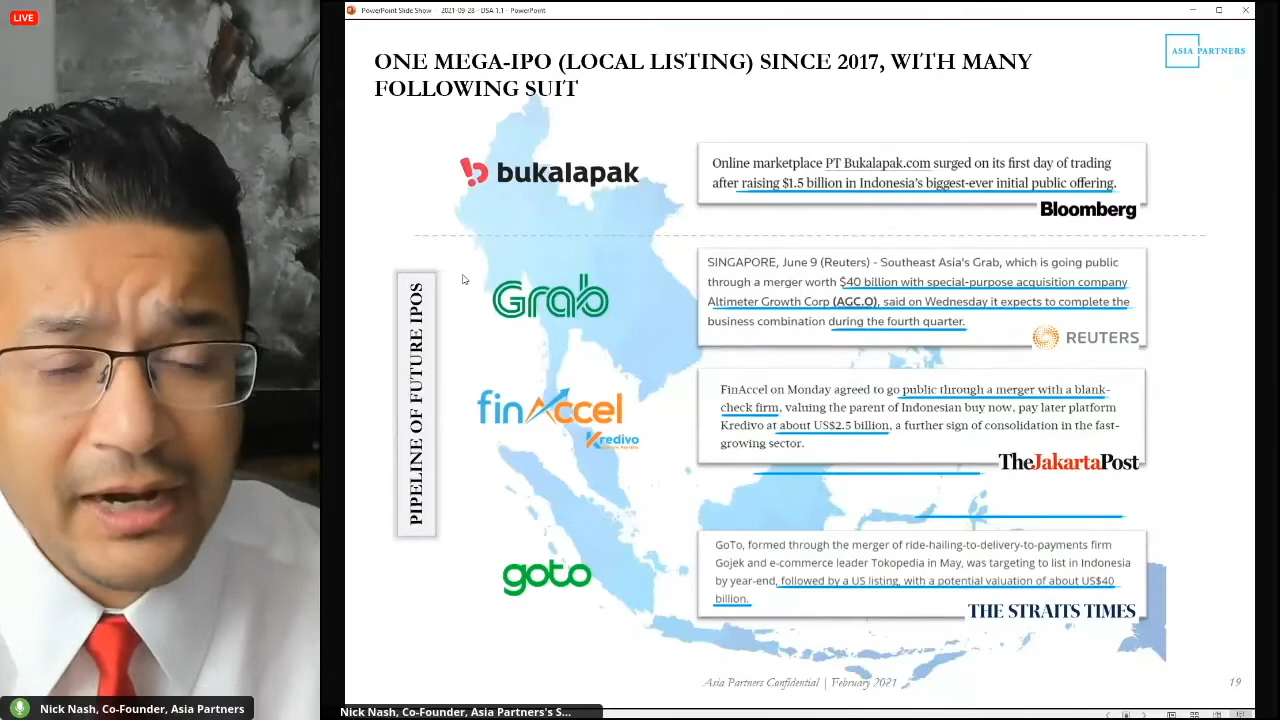 LIVE
PowerPoint Slide Show - 2021-09-28 - DSA 1.1 - PowerPoint
ONE MEGA-IPO (LOCAL LISTING) SINCE 2017, WITH MANY
FOLLOWING SUIT
ASIA PARTNERS
bukalapak
Online marketplace PT Bukalapak.com surged on its first day of trading
after raising $1.5 billion in Indonesia's biggest-ever initial public offering.
Bloomberg
PIPELINE OF FUTURE IPOS
Grab
SINGAPORE, June 9 (Reuters) - Southeast Asia's Grab, which is going public
through a merger worth $40 billion with special-purpose acquisition company
Altimeter Growth Corp (AGC.O), said on Wednesday it expects to complete the
business combination during the fourth quarter.
REUTERS
finAccel
Kredivo
FinAccel on Monday agreed to go public through a merger with a blank-
check firm, valuing the parent of Indonesian buy now, pay later platform
Kredivo at about US$2.5 billion, a further sign of consolidation in the fast-
growing sector.
TheJakartaPost
goto
GoTo, formed through the merger of ride-hailing-to-delivery-to-payments firm
Gojek and e-commerce leader Tokopedia in May, was targeting to list in Indonesia
by year-end, followed by a US listing, with a potential valuation of about US$40
billion.
THE STRAITS TIMES
Asia Partners Confidential | February 2021
19
Nick Nash, Co-Founder, Asia Partners
Nick Nash, Co-Founder, Asia Partners's S...